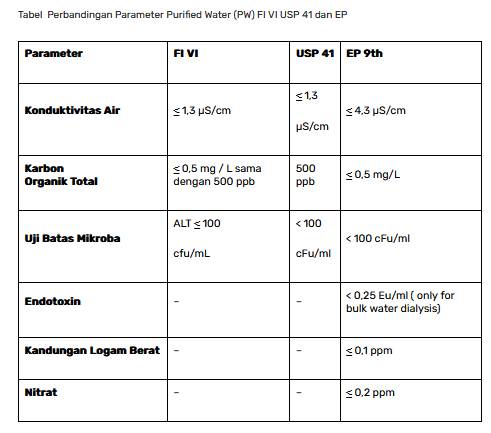 Tabel Perbandingan Parameter Purified Water (PW) FI VI USP 41 dan EP
Parameter FI VI USP 41 EP 9th
Konduktivitas Air ≤ 1,3 µS/cm ≤ 1,3 µS/cm ≤ 4,3 µS/cm
Karbon Organik Total ≤ 0,5 mg / L sama dengan 500 ppb 500 ppb ≤ 0,5 mg/L
Uji Batas Mikroba ALT ≤ 100 cfu/mL < 100 cFu/ml < 100 cFu/ml
Endotoxin – – < 0,25 Eu/ml ( only for bulk water dialysis)
Kandungan Logam Berat – – ≤ 0,1 ppm
Nitrat – – ≤ 0,2 ppm